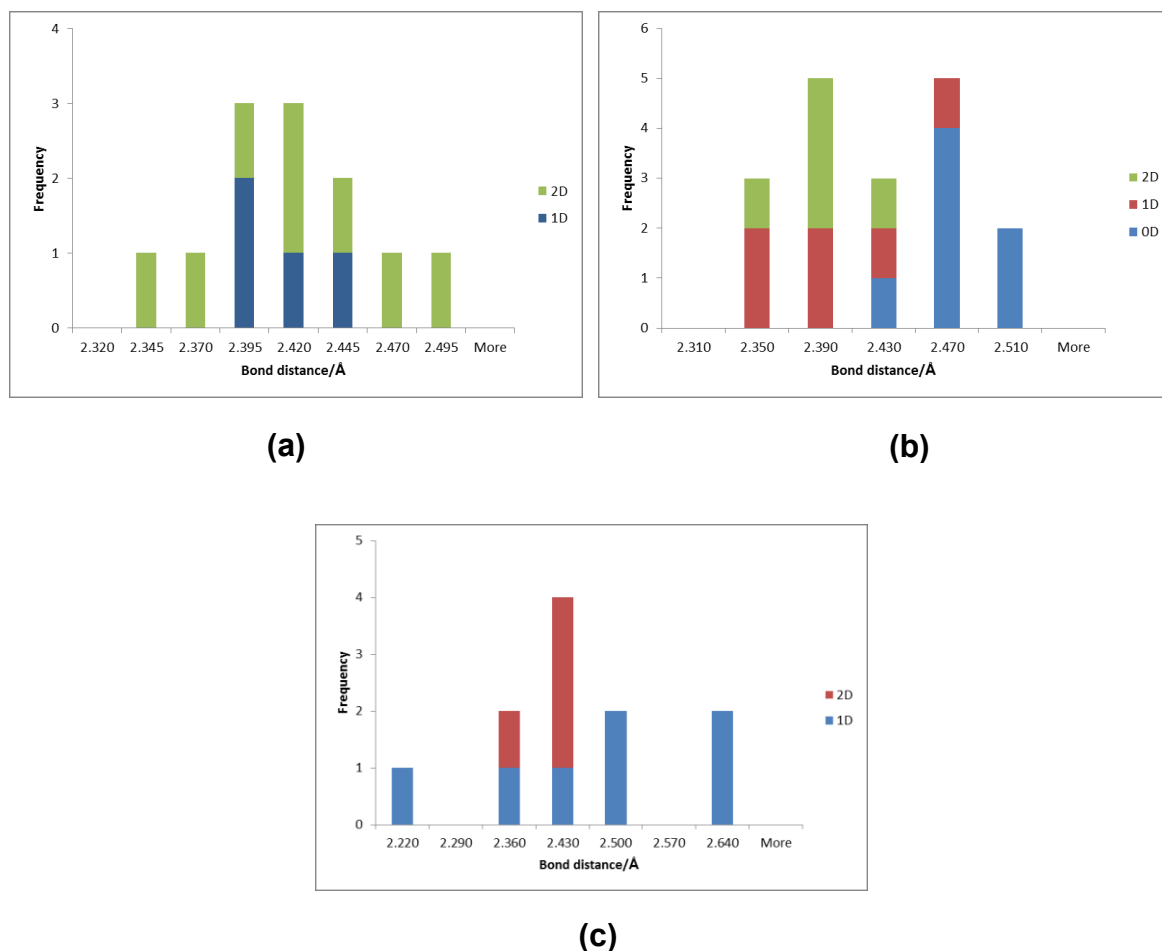 4
3
2
1
0
Frequency
2.320 2.345 2.370 2.395 2.420 2.445 2.470 2.495 More
Bond distance/Å
2D
1D
(a)
6
5
4
3
2
1
0
Frequency
2.310 2.350 2.390 2.430 2.470 2.510 More
Bond distance/Å
2D
1D
0D
(b)
5
4
3
2
1
0
Frequency
2.220 2.290 2.360 2.430 2.500 2.570 2.640 More
Bond distance/Å
2D
1D
(c)